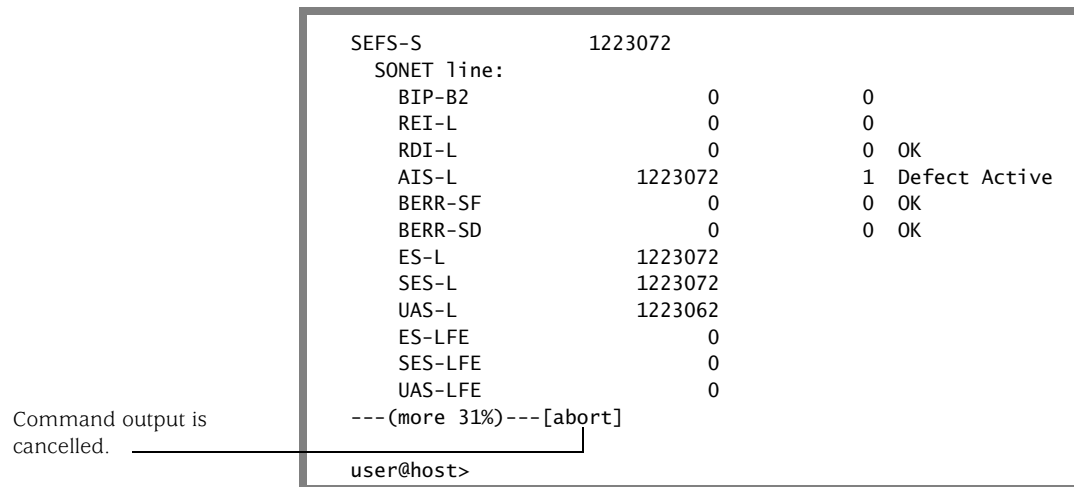 SEFS-S 1223072
SONET line:
BIP-B2 0 0
REI-L 0 0
RDI-L 0 0 OK
AIS-L 1223072 1 Defect Active
BERR-SF 0 0 OK
BERR-SD 0 0 OK
ES-L 1223072
SES-L 1223072
UAS-L 1223062
ES-LFE 0
SES-LFE 0
UAS-LFE 0
---(more 31%)---[abort]
Command output is
cancelled.
user@host>